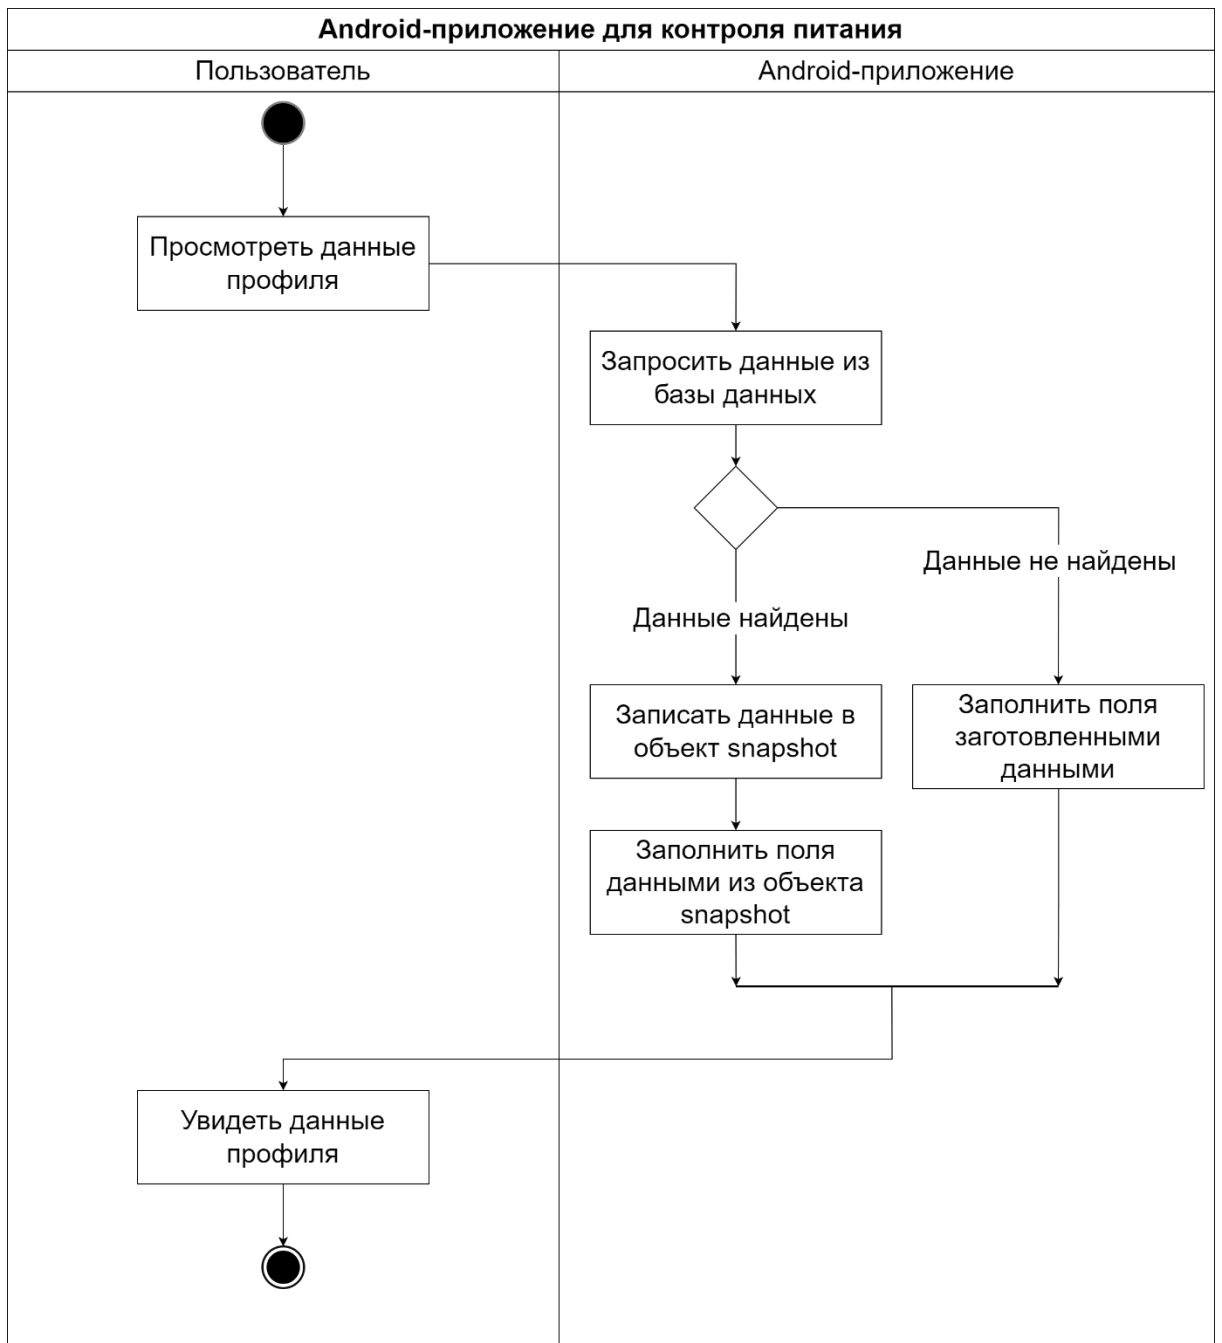 Android-приложение для контроля питания
Пользователь
Android-приложение
Просмотреть данные
профиля
Запросить данные из
базы данных
Данные не найдены
Данные найдены
Записать данные в
объект snapshot
Заполнить поля
заготовленными
данными
Заполнить поля
данными из объекта
snapshot
Увидеть данные
профиля